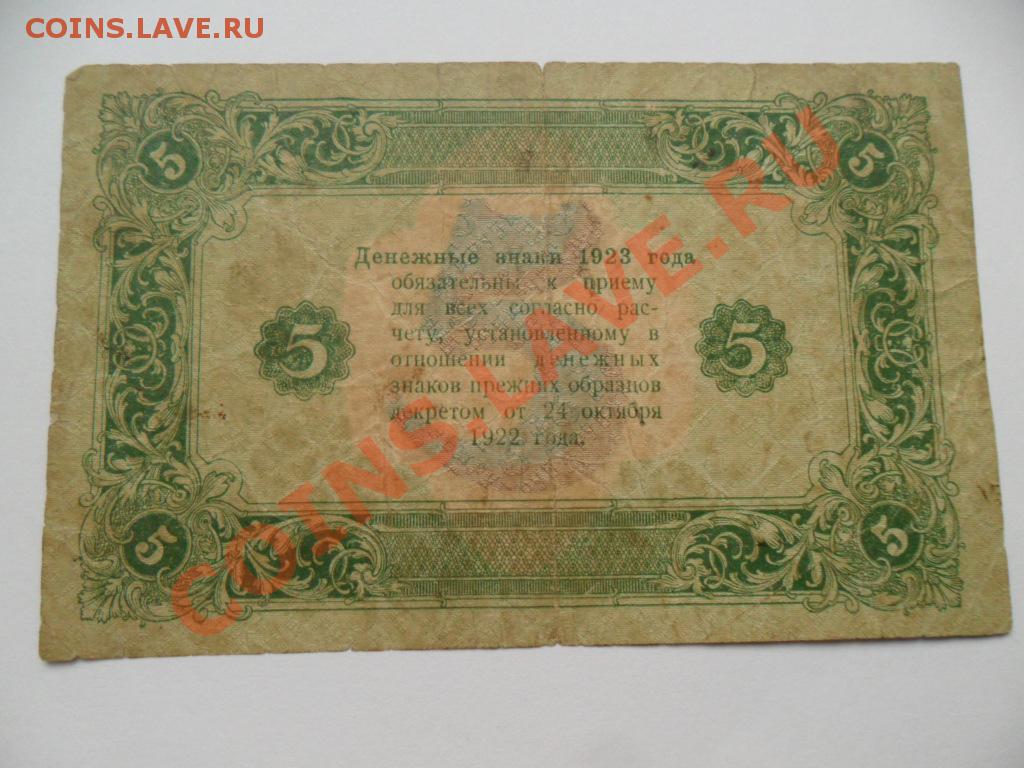 COINS.LAVE.RU
5 5
Денежные знаки 1923 года
обязательны к приему
для всех согласно рас-
чету, установленному в
отношении денежных
знаков прежних образцов
декретом от 24 октября
1922 года.
5 5
5 5
COINS.LAVE.RU